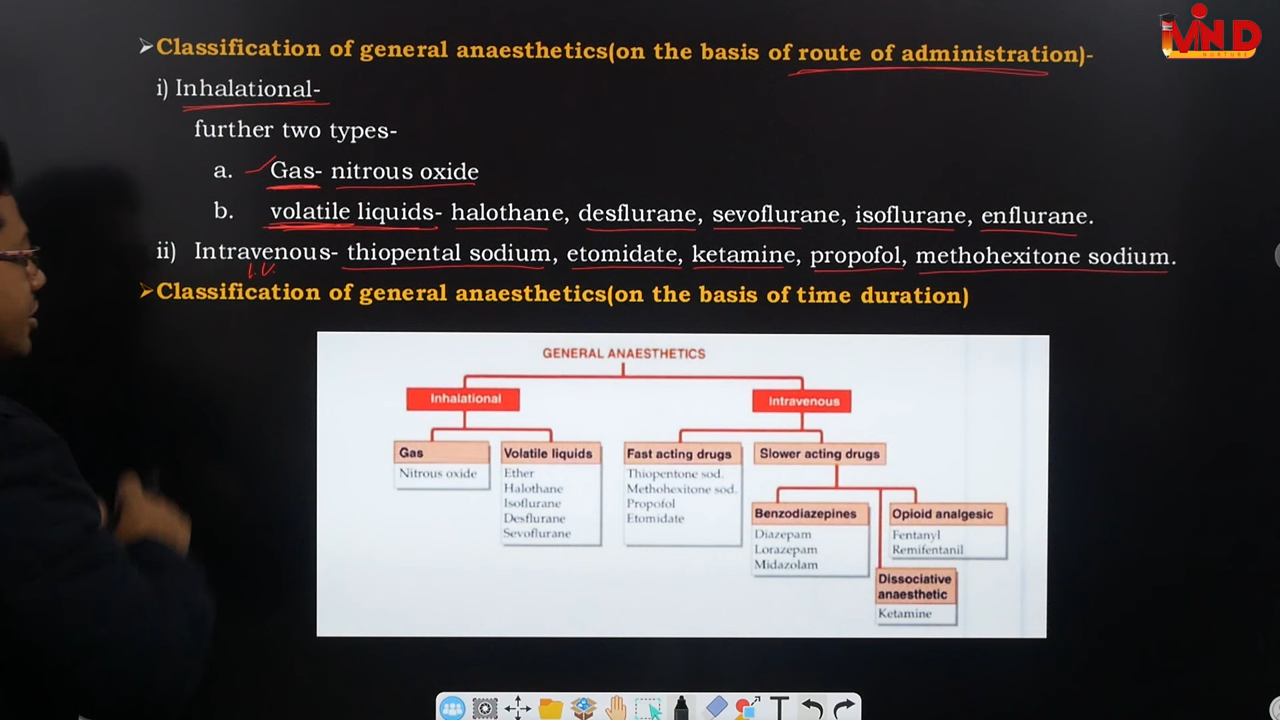 MIND
NURTURE
➢Classification of general anaesthetics(on the basis of route of administration)-
i) Inhalational-
further two types-
a. Gas- nitrous oxide
b. volatile liquids- halothane, desflurane, sevoflurane, isoflurane, enflurane.
ii) Intravenous- thiopental sodium, etomidate, ketamine, propofol, methohexitone sodium.
I.V.
➢Classification of general anaesthetics(on the basis of time duration)
GENERAL ANAESTHETICS
Inhalational
Intravenous
Gas
Nitrous oxide
Volatile liquids
Ether
Halothane
Isoflurane
Desflurane
Sevoflurane
Fast acting drugs
Thiopentone sod.
Methohexitone sod.
Propofol
Etomidate
Slower acting drugs
Benzodiazepines
Diazepam
Lorazepam
Midazolam
Opioid analgesic
Fentanyl
Remifentanil
Dissociative
anaesthetic
Ketamine
T